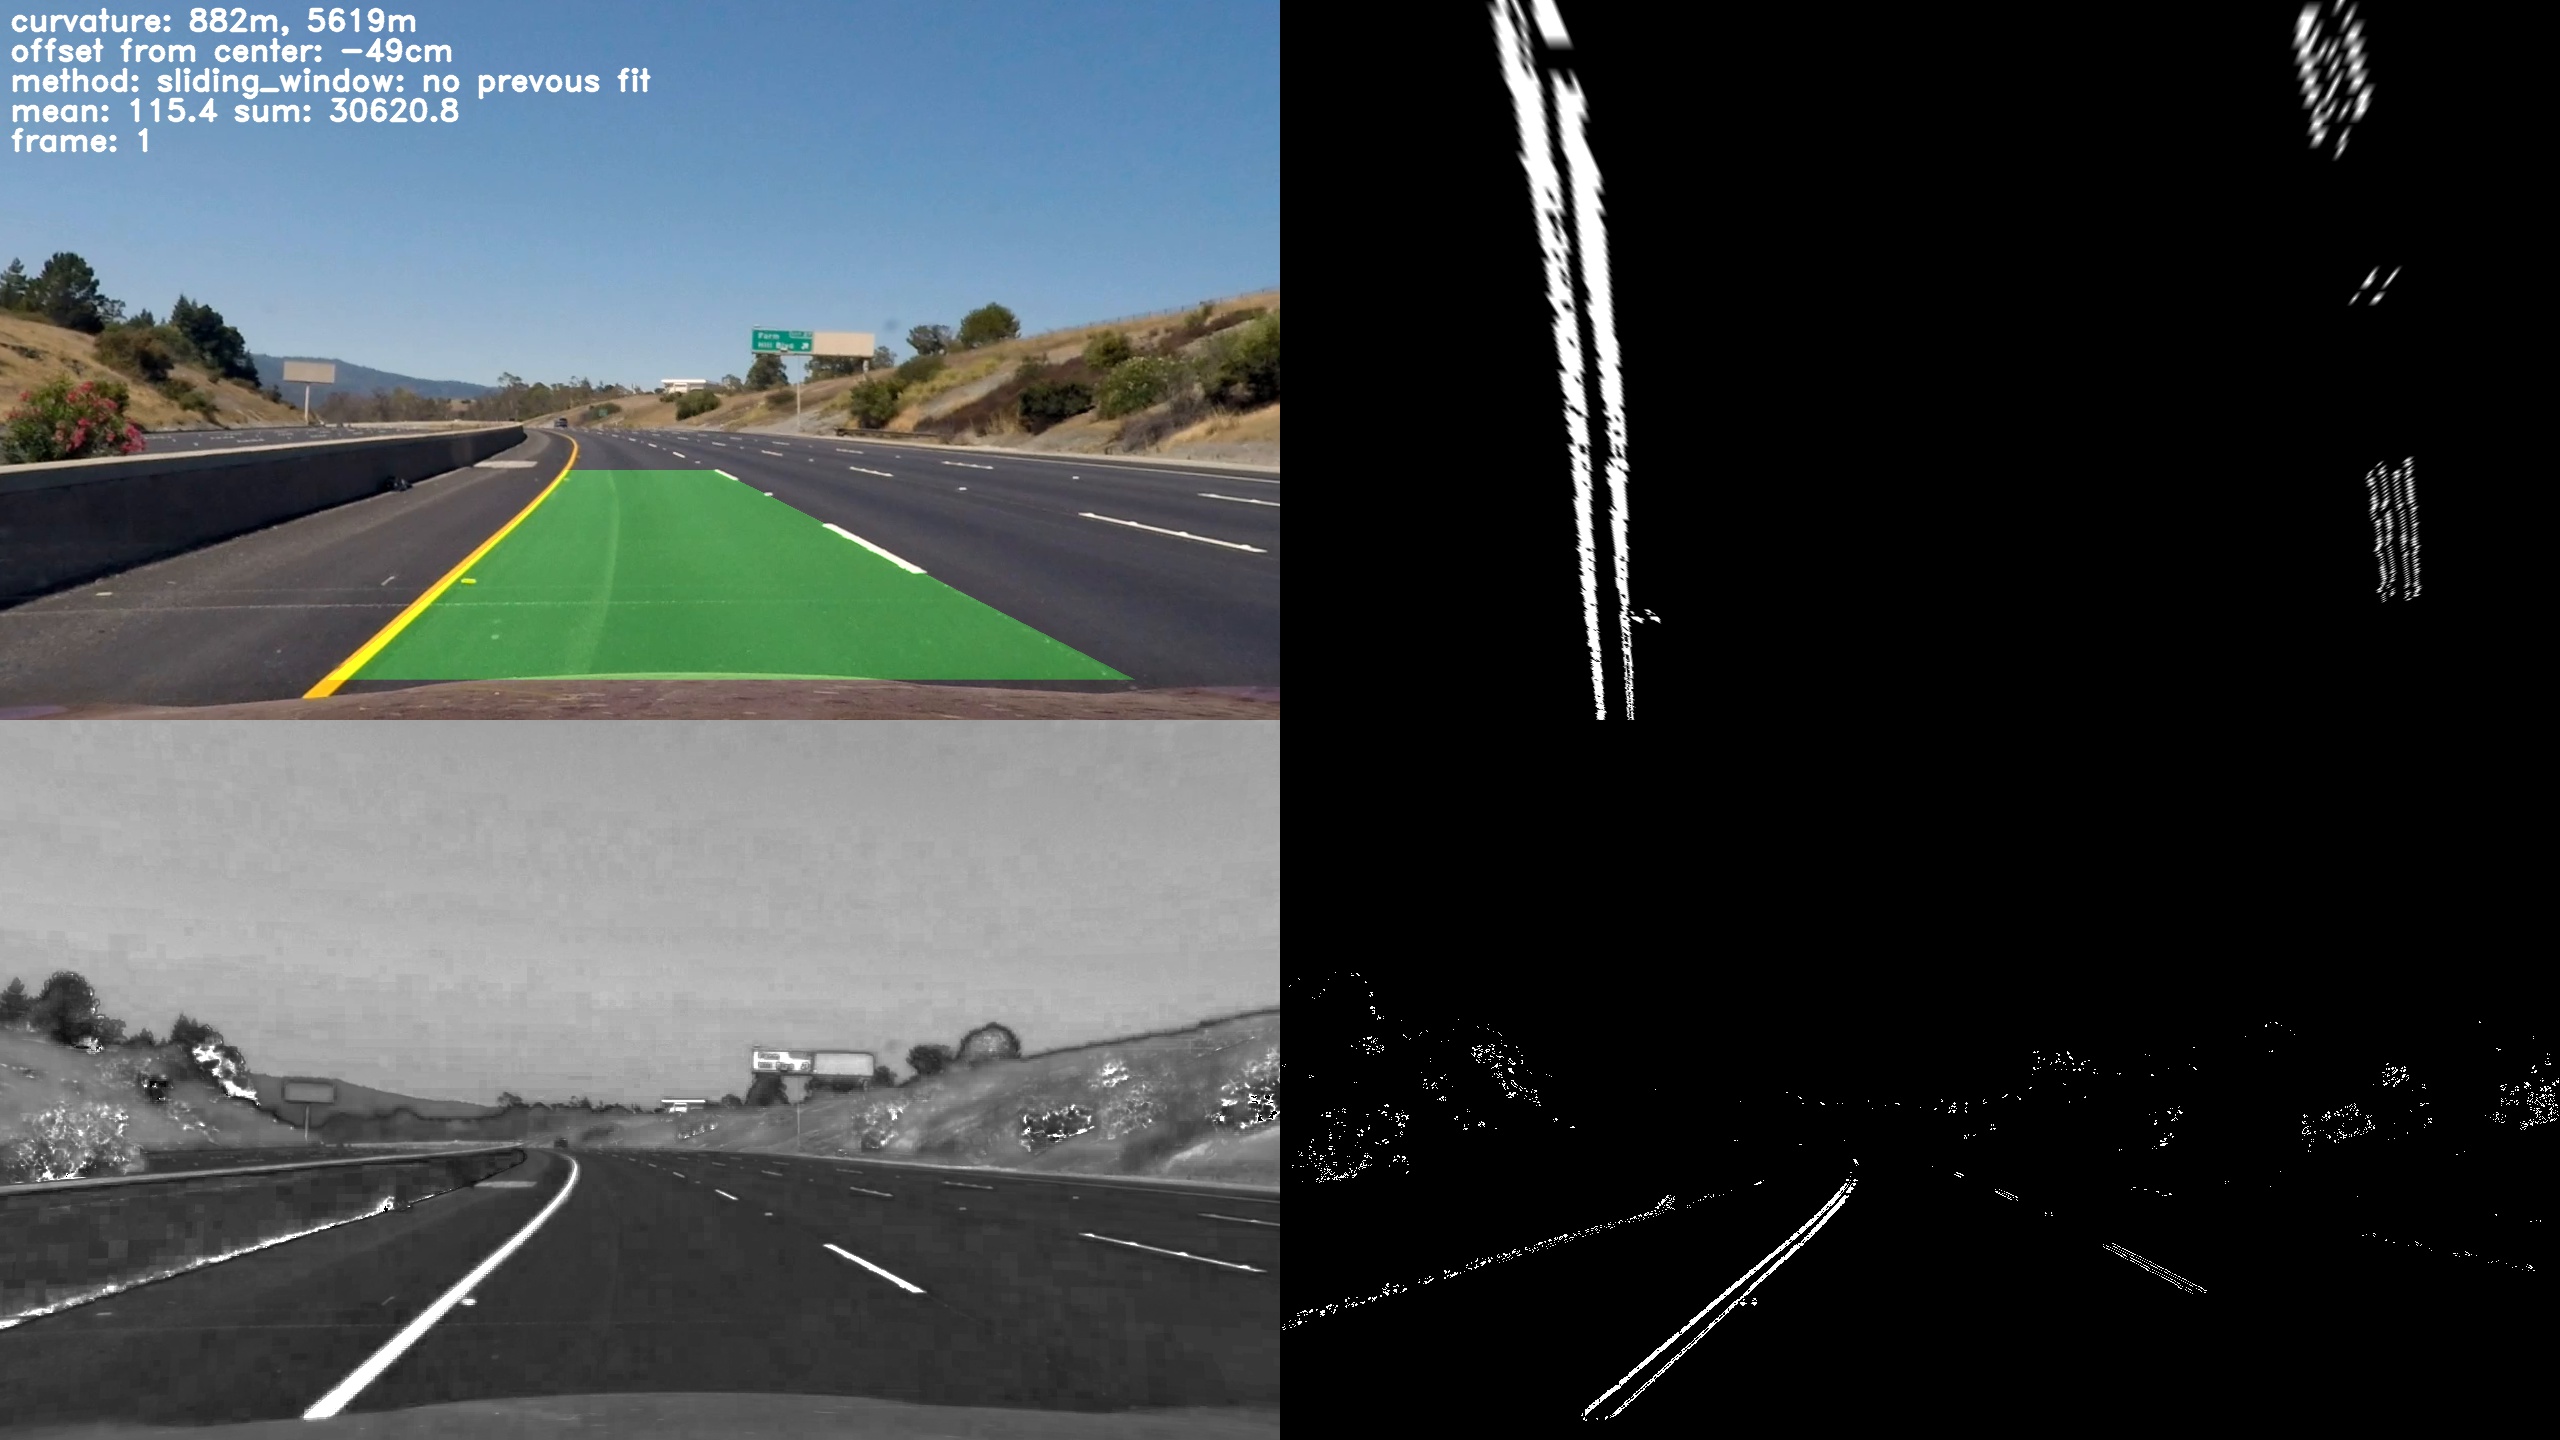 curvature: 882m, 5619m
offset from center: -49cm
method: sliding_window: no prevous fit
mean: 115.4 sum: 30620.8
frame: 1
Farm
Hill Blvd